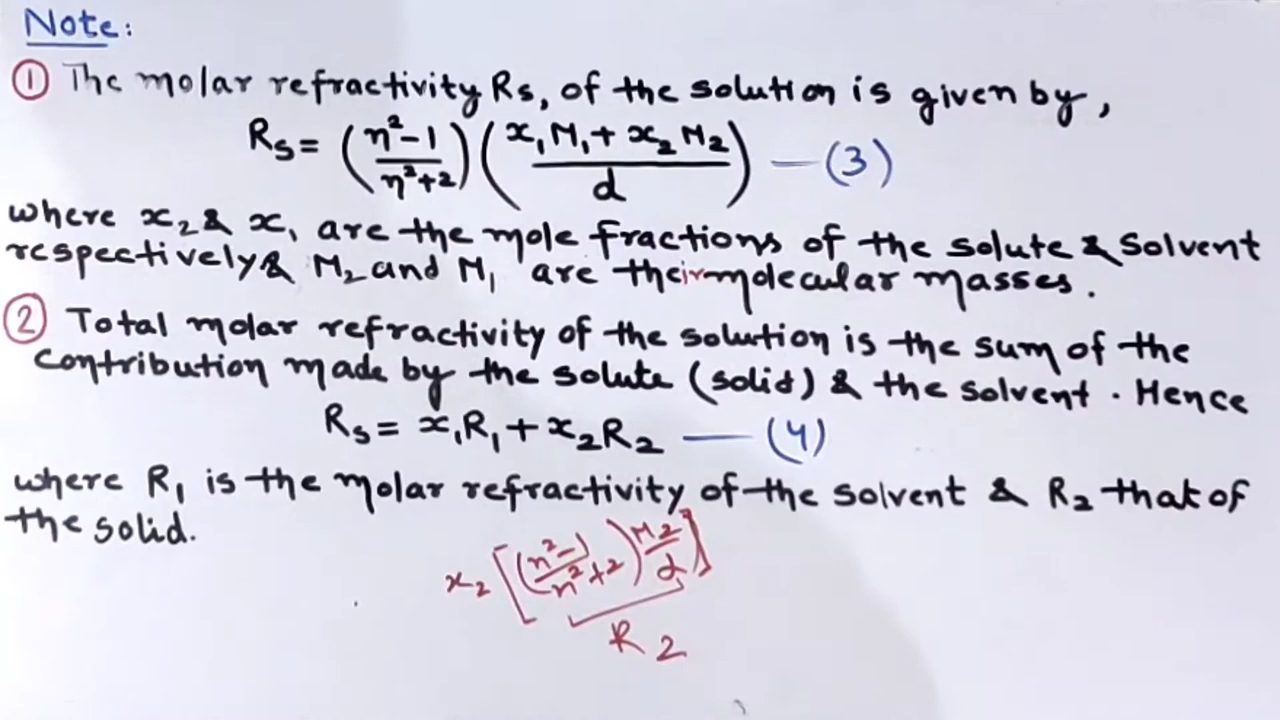 Note:
① The molar refractivity Rs, of the solution is given by,
Rs = (η²-1/η²+2) (x₁M₁ + x₂M₂/d) — (3)
where x₂ & x₁ are the mole fractions of the solute & solvent
respectively & M₂ and M₁ are their molecular masses.
② Total molar refractivity of the solution is the sum of the
contribution made by the solute (solid) & the solvent. Hence
Rs = x₁R₁ + x₂R₂ — (4)
where R₁ is the molar refractivity of the solvent & R₂ that of
the solid.
x₂ [(n²-1/n²+2) M₂/d]
R₂